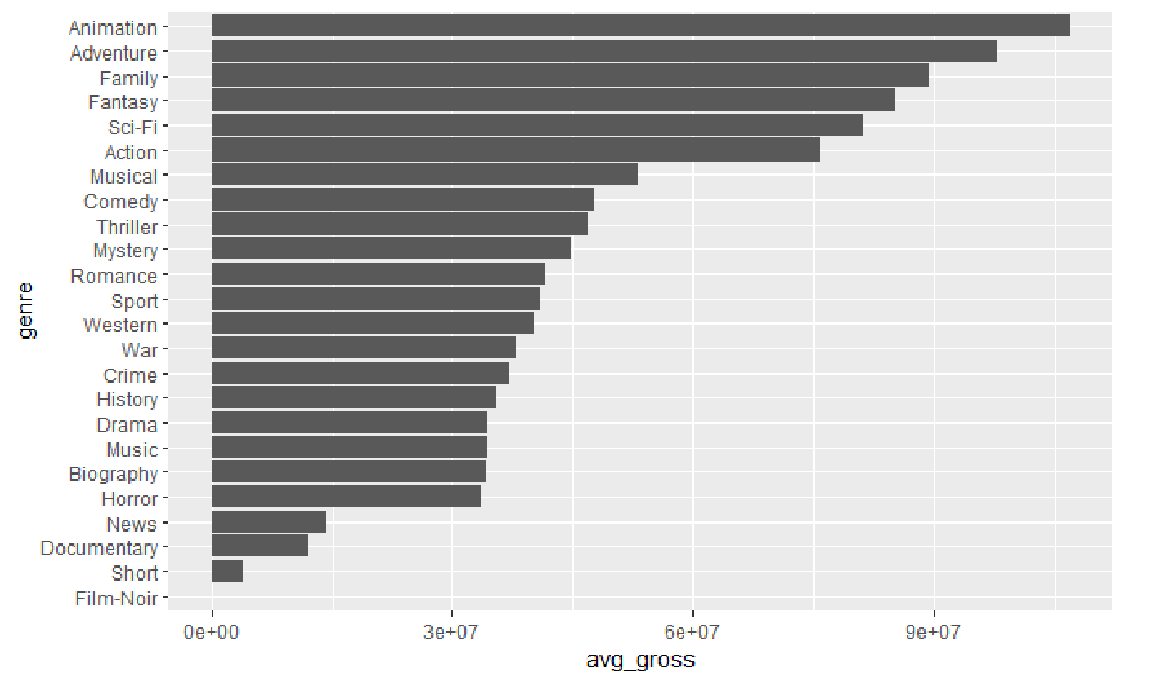 Animation
Adventure
Family
Fantasy
Sci-Fi
Action
Musical
Comedy
Thriller
Mystery
Romance
Sport
Western
War
Crime
History
Drama
Music
Biography
Horror
News
Documentary
Short
Film-Noir
genre
0e+00 3e+07 6e+07 9e+07
avg_gross